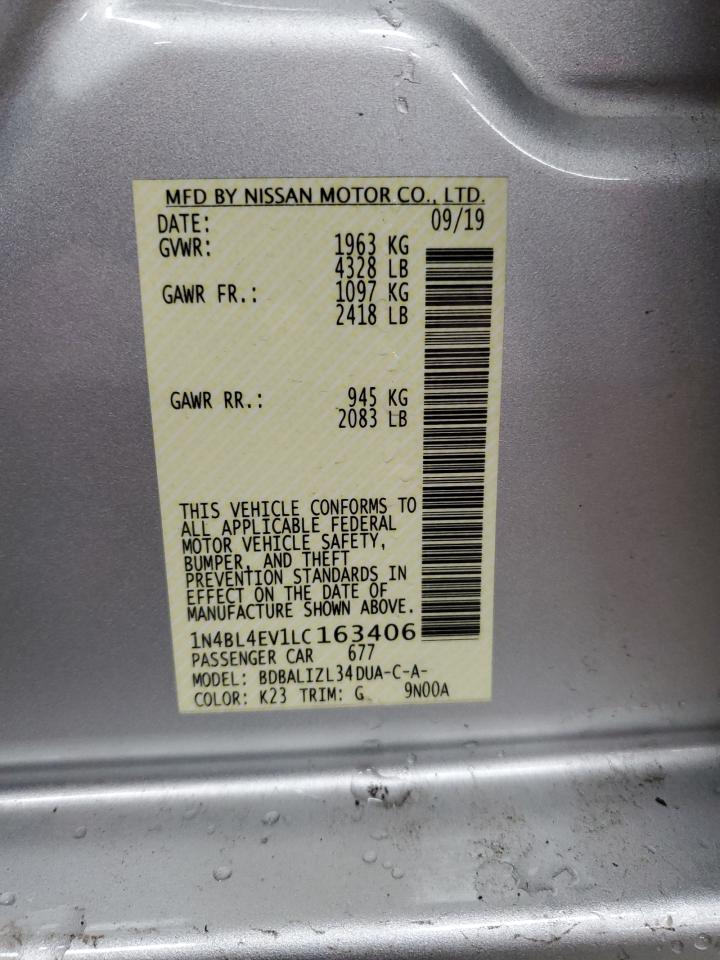 MFD BY NISSAN MOTOR CO., LTD.
DATE: 09/19
GVWR: 1963 KG
4328 LB
GAWR FR.: 1097 KG
2418 LB
GAWR RR.: 945 KG
2083 LB
THIS VEHICLE CONFORMS TO
ALL APPLICABLE FEDERAL
MOTOR VEHICLE SAFETY,
BUMPER, AND THEFT
PREVENTION STANDARDS IN
EFFECT ON THE DATE OF
MANUFACTURE SHOWN ABOVE.
1N4BL4EV1LC163406
PASSENGER CAR 677
MODEL: BDBALIZL34DUA-C-A-
COLOR: K23 TRIM: G 9N00A